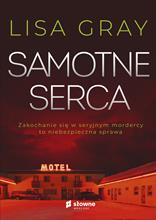 LISA GRAY
SAMOTNE
SERCA
Zakochanie się w seryjnym mordercy
to niebezpieczna sprawa
MOTEL
słowne